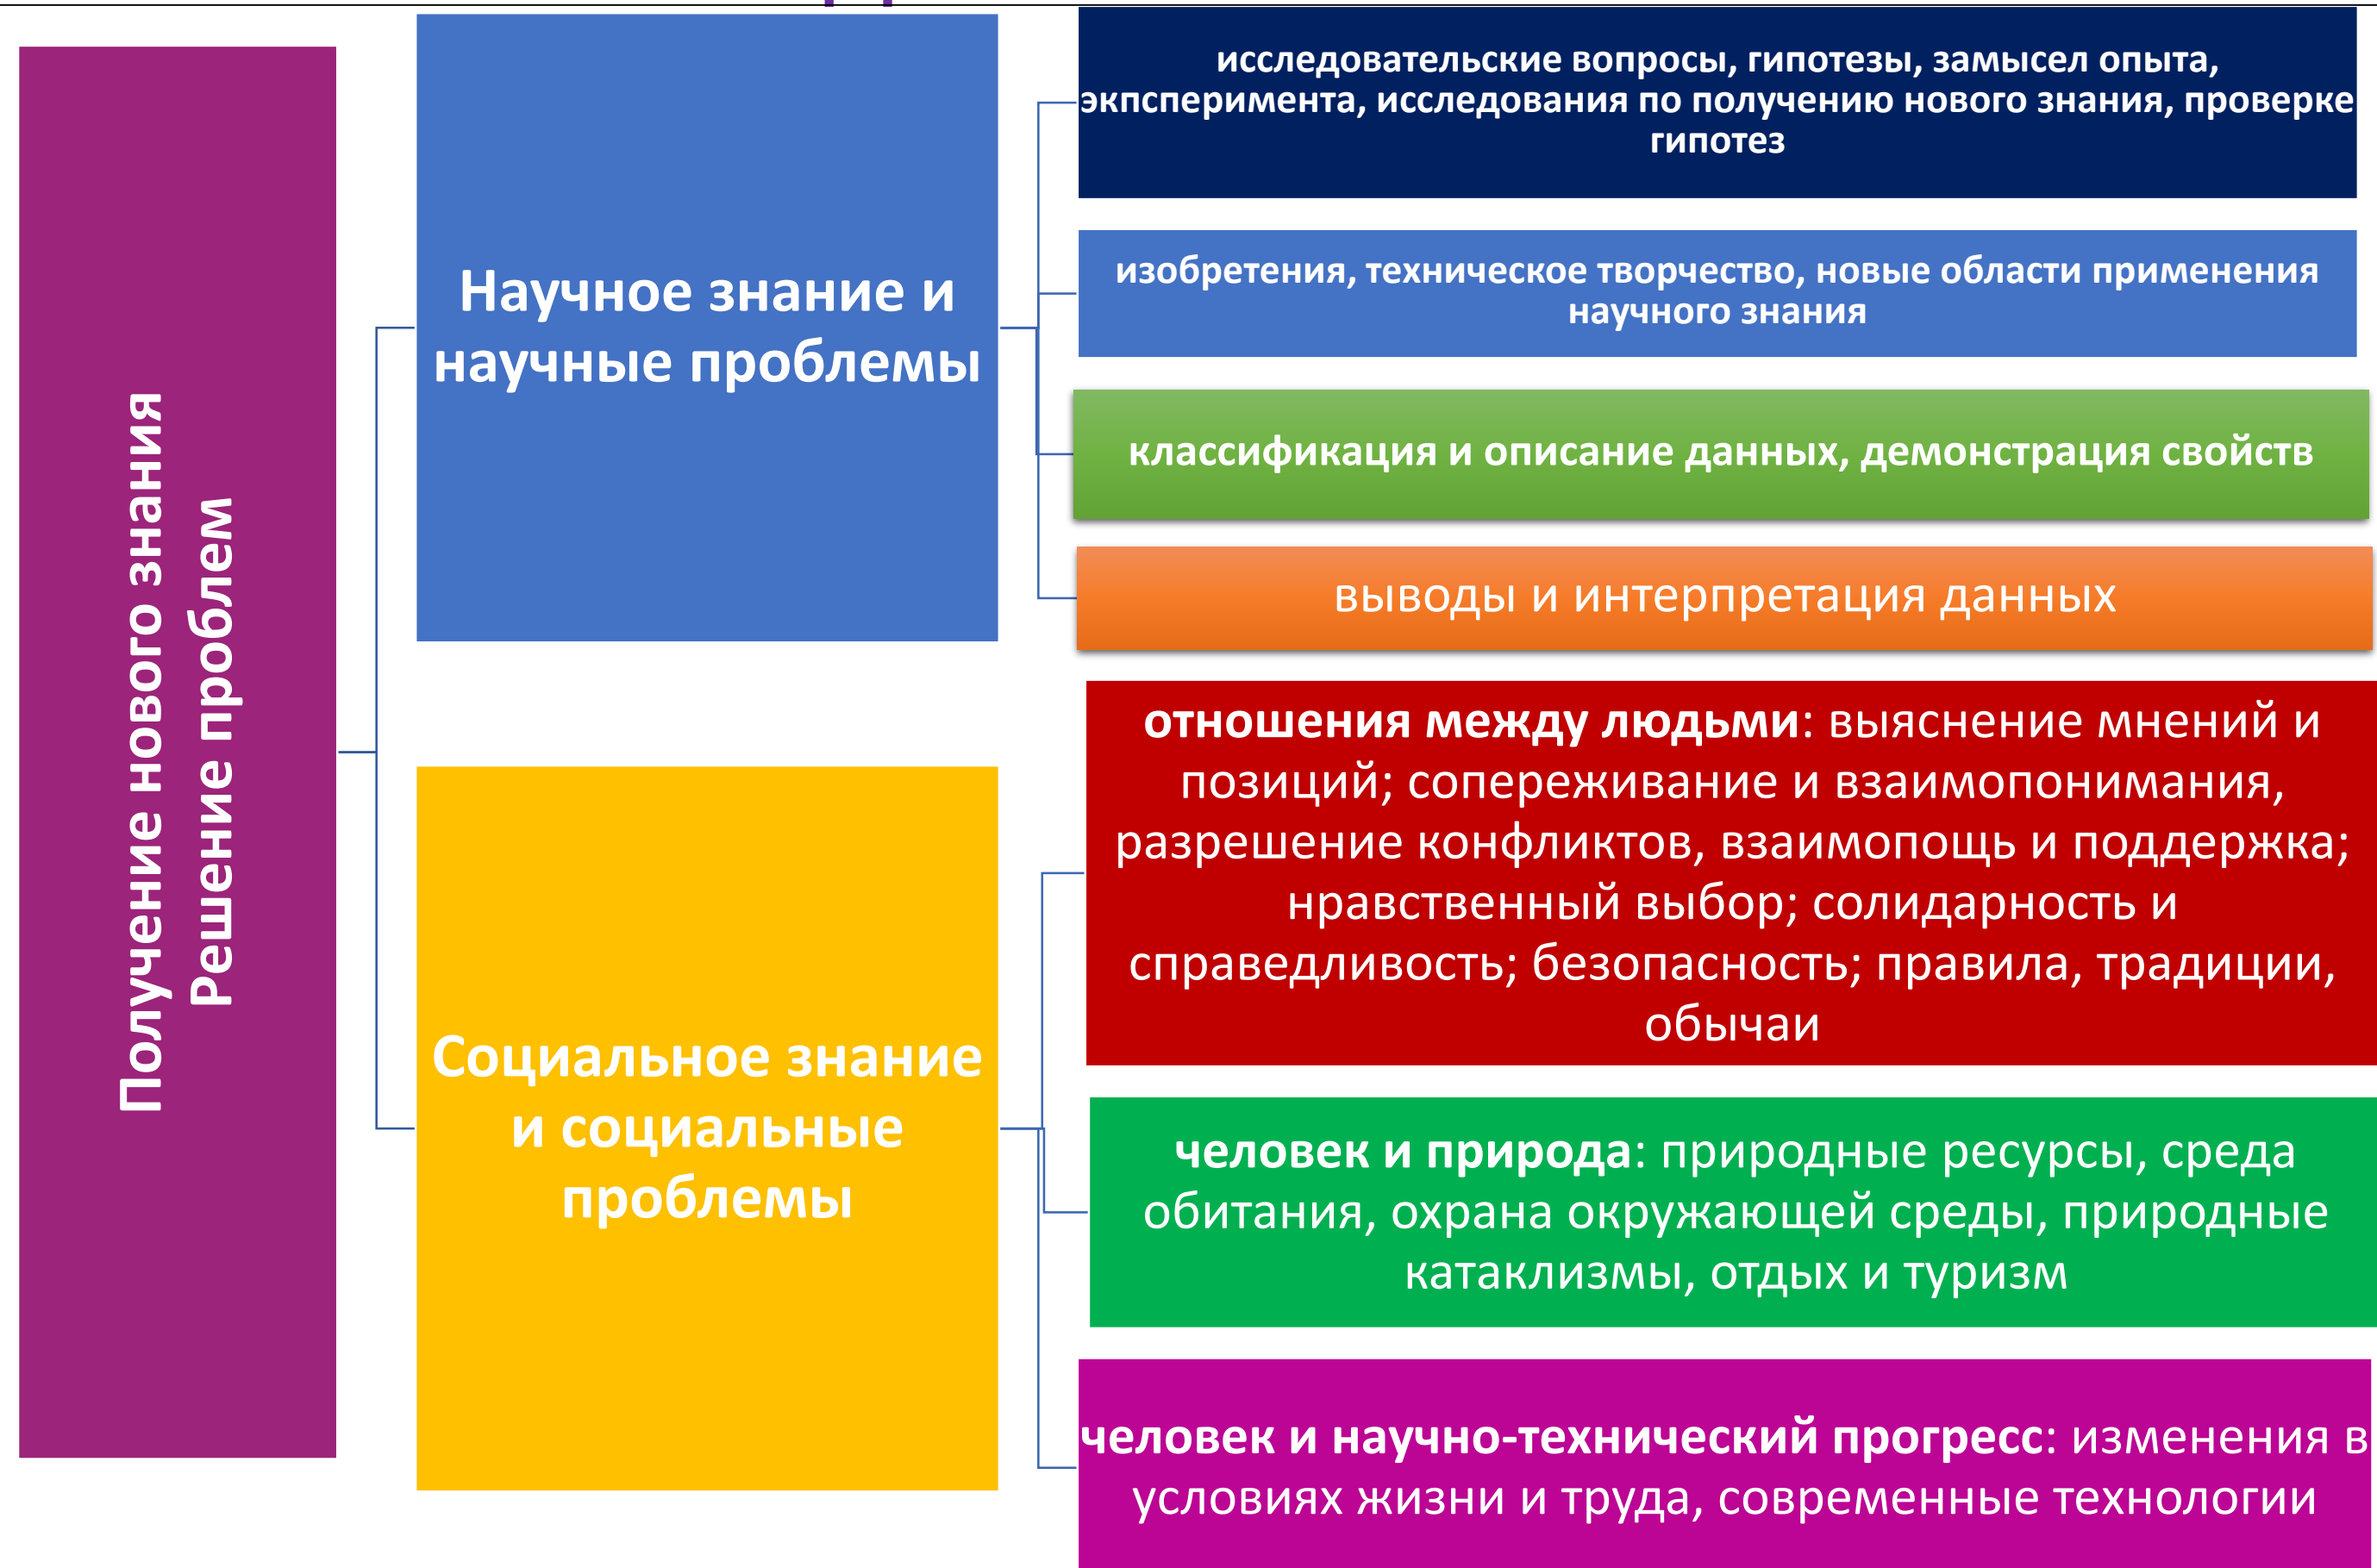 Получение нового знания
Решение проблем
Научное знание и
научные проблемы
исследовательские вопросы, гипотезы, замысел опыта,
экпсперимента, исследования по получению нового знания, проверке
гипотез
изобретения, техническое творчество, новые области применения
научного знания
классификация и описание данных, демонстрация свойств
выводы и интерпретация данных
Социальное знание
и социальные
проблемы
отношения между людьми: выяснение мнений и
позиций; сопереживание и взаимопонимания,
разрешение конфликтов, взаимопощь и поддержка;
нравственный выбор; солидарность и
справедливость; безопасность; правила, традиции,
обычаи
человек и природа: природные ресурсы, среда
обитания, охрана окружающей среды, природные
катаклизмы, отдых и туризм
человек и научно-технический прогресс: изменения в
условиях жизни и труда, современные технологии